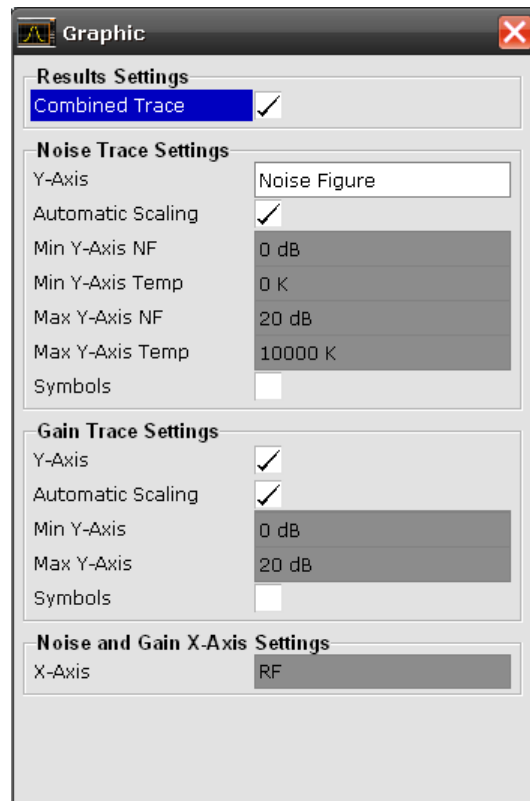 Graphic
Results Settings
Combined Trace
Noise Trace Settings
Y-Axis Noise Figure
Automatic Scaling
Min Y-Axis NF 0 dB
Min Y-Axis Temp 0 K
Max Y-Axis NF 20 dB
Max Y-Axis Temp 10000 K
Symbols
Gain Trace Settings
Y-Axis
Automatic Scaling
Min Y-Axis 0 dB
Max Y-Axis 20 dB
Symbols
Noise and Gain X-Axis Settings
X-Axis RF